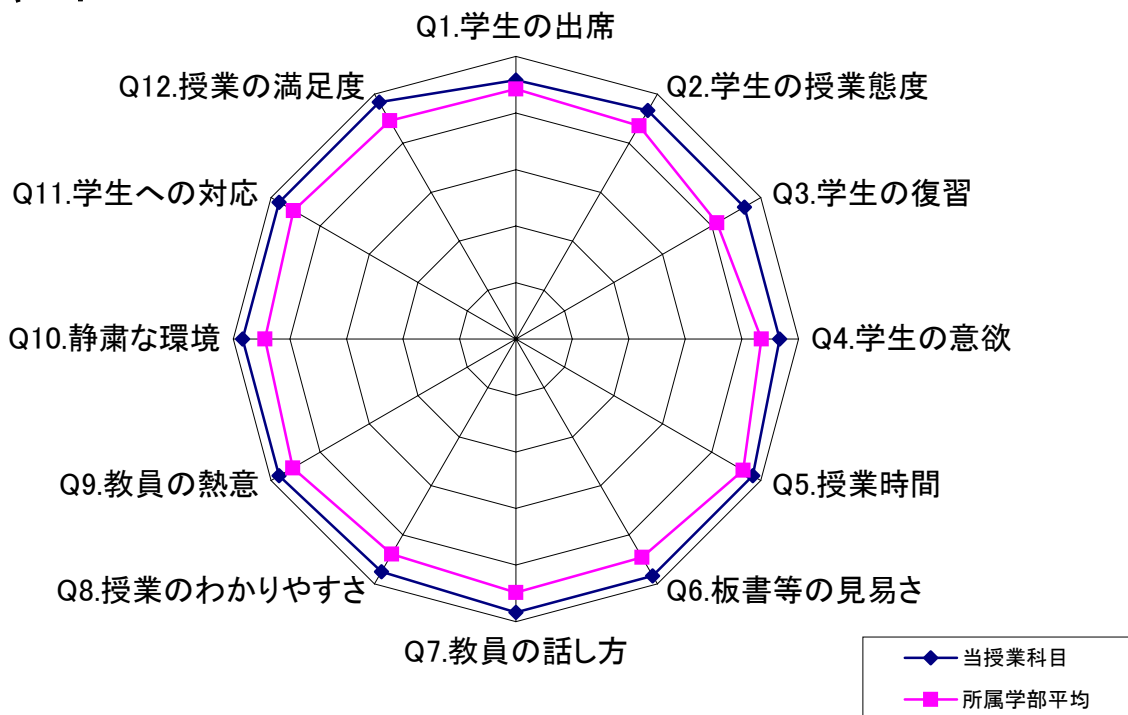 Q1.学生の出席
Q2.学生の授業態度
Q3.学生の復習
Q4.学生の意欲
Q5.授業時間
Q6.板書等の見易さ
Q7.教員の話し方
Q8.授業のわかりやすさ
Q9.教員の熱意
Q10.静粛な環境
Q11.学生への対応
Q12.授業の満足度
当授業科目
所属学部平均